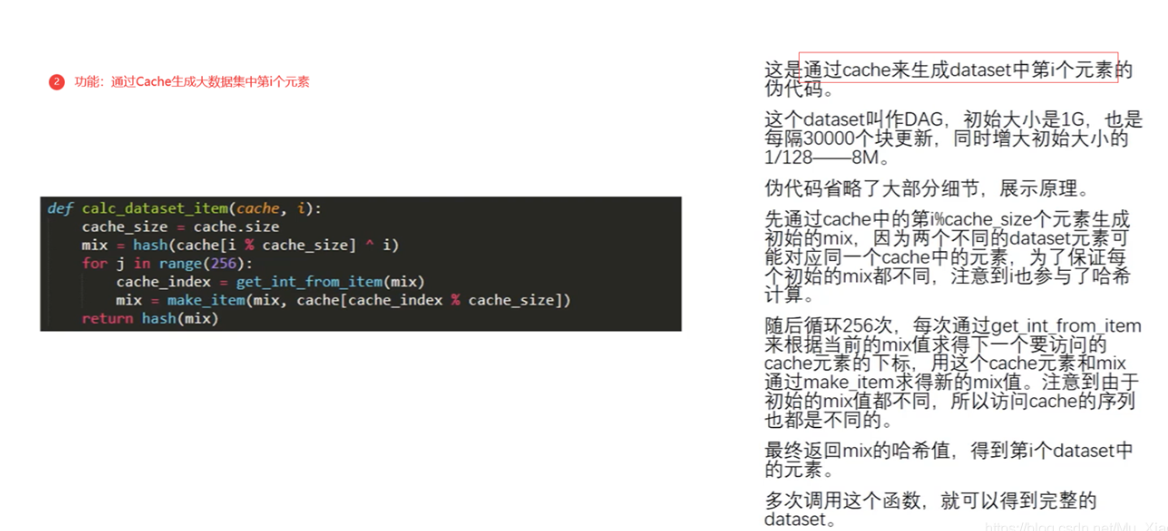 2 功能：通过Cache生成大数据集中第i个元素
def calc_dataset_item(cache, i):
    cache_size = cache.size
    mix = hash(cache[i % cache_size] ^ i)
    for j in range(256):
        cache_index = get_int_from_item(mix)
        mix = make_item(mix, cache[cache_index % cache_size])
    return hash(mix)
这是通过cache来生成dataset中第i个元素的
伪代码。
这个dataset叫作DAG，初始大小是1G，也是
每隔30000个块更新，同时增大初始大小的
1/128——8M。
伪代码省略了大部分细节，展示原理。
先通过cache中的第i%cache_size个元素生成
初始的mix，因为两个不同的dataset元素可
能对应同一个cache中的元素，为了保证每
个初始的mix都不同，注意到i也参与了哈希
计算。
随后循环256次，每次通过get_int_from_item
来根据当前的mix值求得下一个要访问的
cache元素的下标，用这个cache元素和mix
通过make_item求得新的mix值。注意到由于
初始的mix值都不同，所以访问cache的序列
也都是不同的。
最终返回mix的哈希值，得到第i个dataset中
的元素。
多次调用这个函数，就可以得到完整的
dataset。